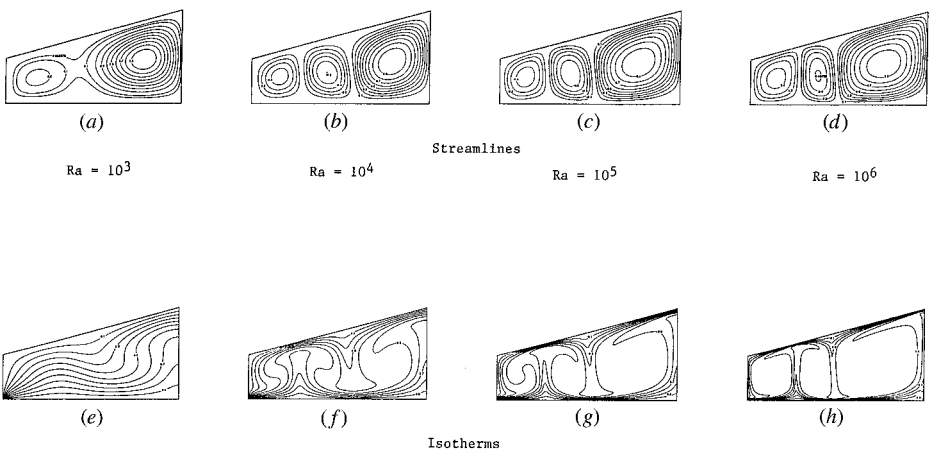 (a) (b) (c) (d)
Streamlines
Ra = 10³ Ra = 10⁴ Ra = 10⁵ Ra = 10⁶
(e) (f) (g) (h)
Isotherms